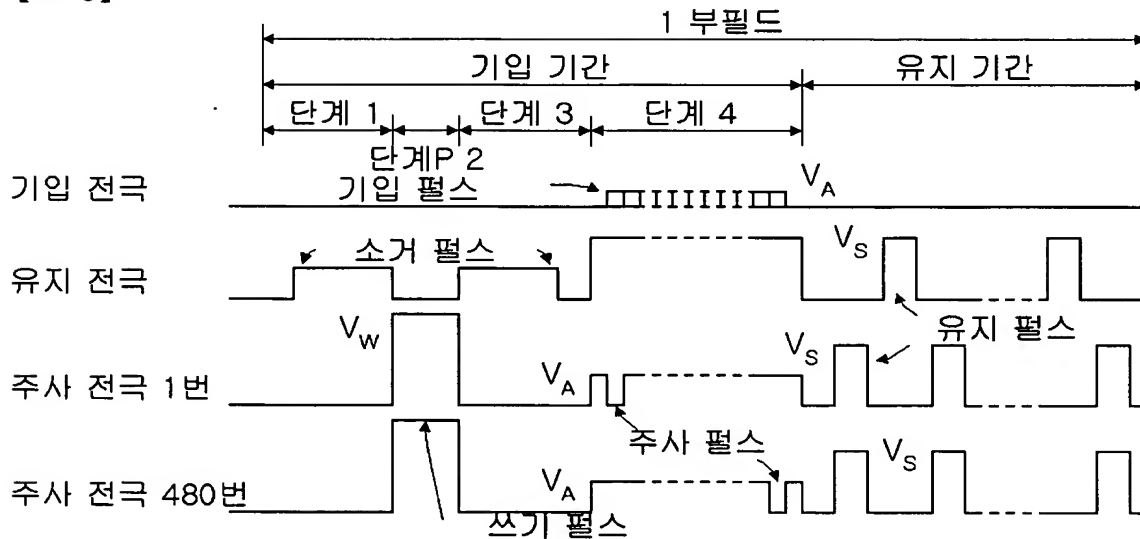 1 부필드
기입 기간 유지 기간
단계 1 단계 3 단계 4
단계P 2
기입 전극 기입 펄스 V_A
소거 펄스 V_S
유지 전극
V_W V_S 유지 펄스
주사 전극 1번 V_A
주사 펄스 V_S
주사 전극 480번 V_A
쓰기 펄스